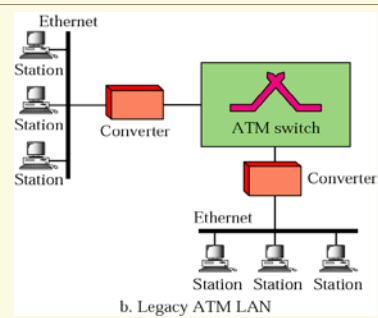 Ethernet
Station
Station
Station
Converter
ATM switch
Converter
Ethernet
Station Station Station
b. Legacy ATM LAN